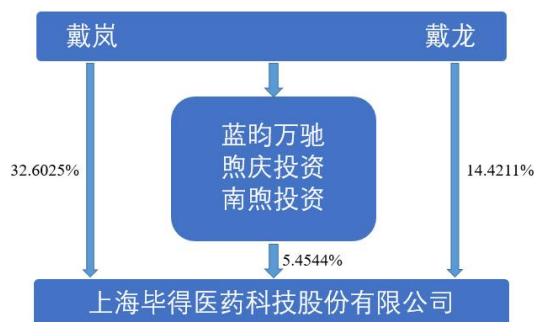 戴岚 戴龙
蓝昀万驰
煦庆投资
南煦投资
32.6025%
14.4211%
5.4544%
上海毕得医药科技股份有限公司